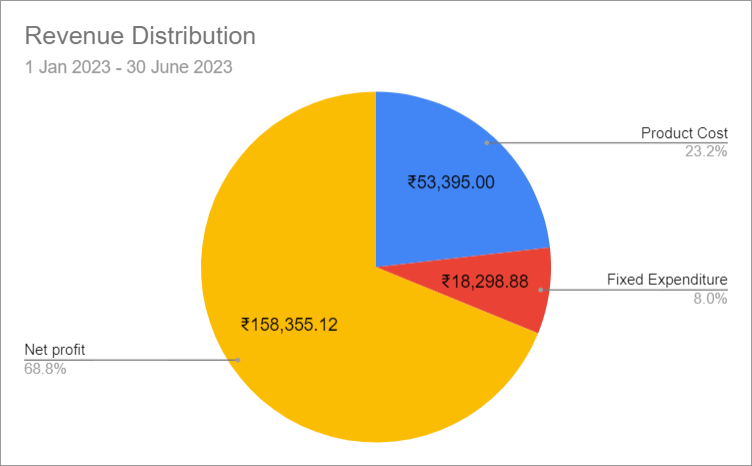 Revenue Distribution
1 Jan 2023 - 30 June 2023
Product Cost
23.2%
₹53,395.00
Fixed Expenditure
₹18,298.88
8.0%
₹158,355.12
Net profit
68.8%